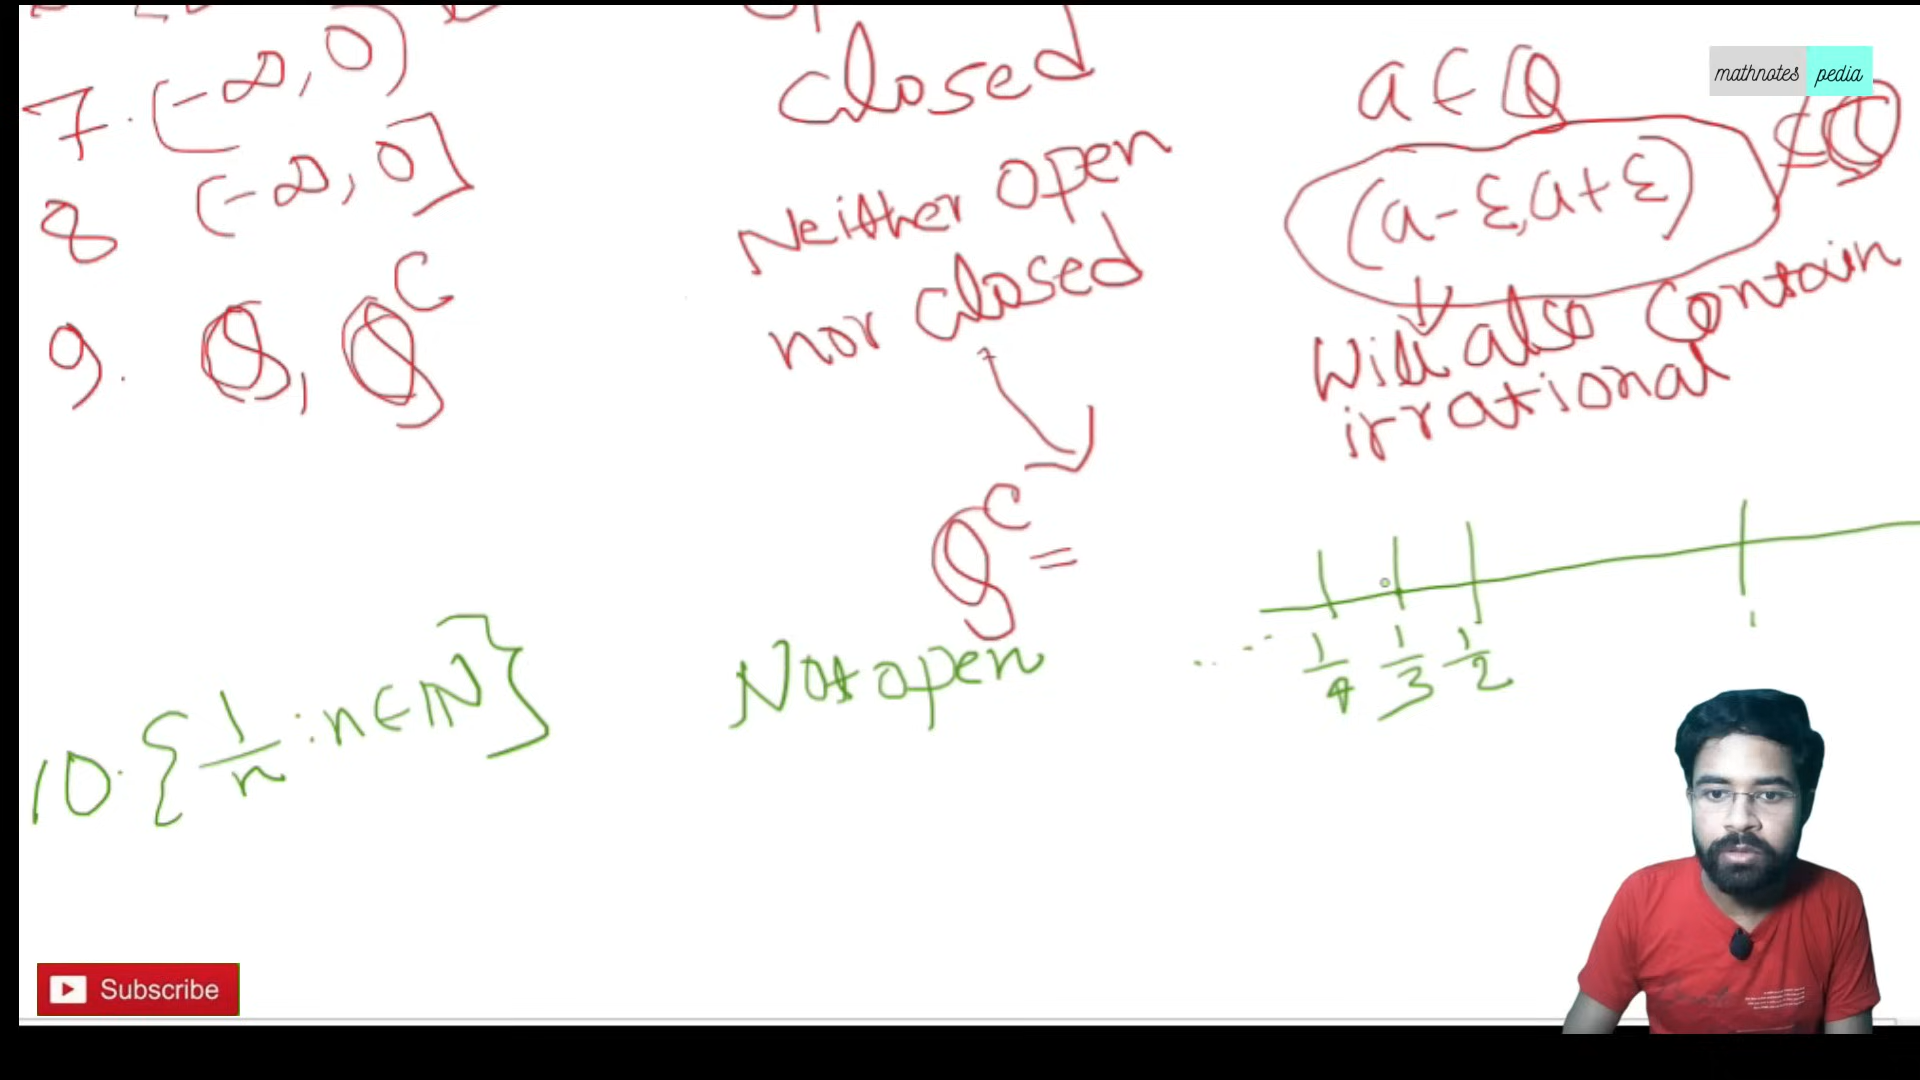 closed
a ∈ Q
mathnotes pedia
7. (-∞, 0)
(a-ε, a+ε) ⊄ Q
8 (-∞, 0]
Neither open
nor closed
Will also contain
irrational
9. Q, Q^c
Q^c =
10. {1/n : n∈N}
Not open
... 1/4 1/3 1/2 1
Subscribe